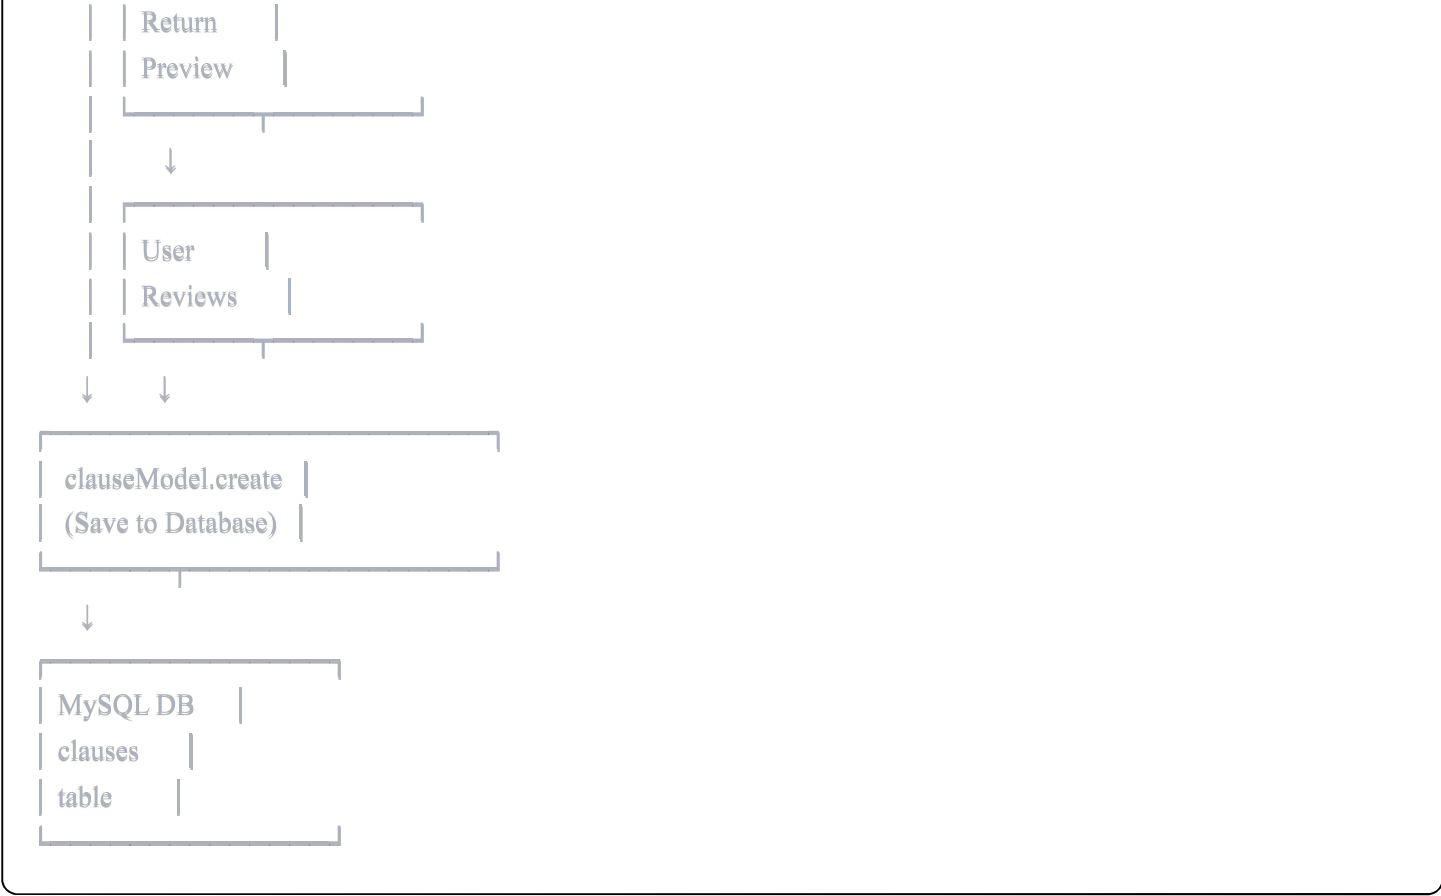 Return
Preview
↓
User
Reviews
↓ ↓
clauseModel.create
(Save to Database)
↓
MySQL DB
clauses
table